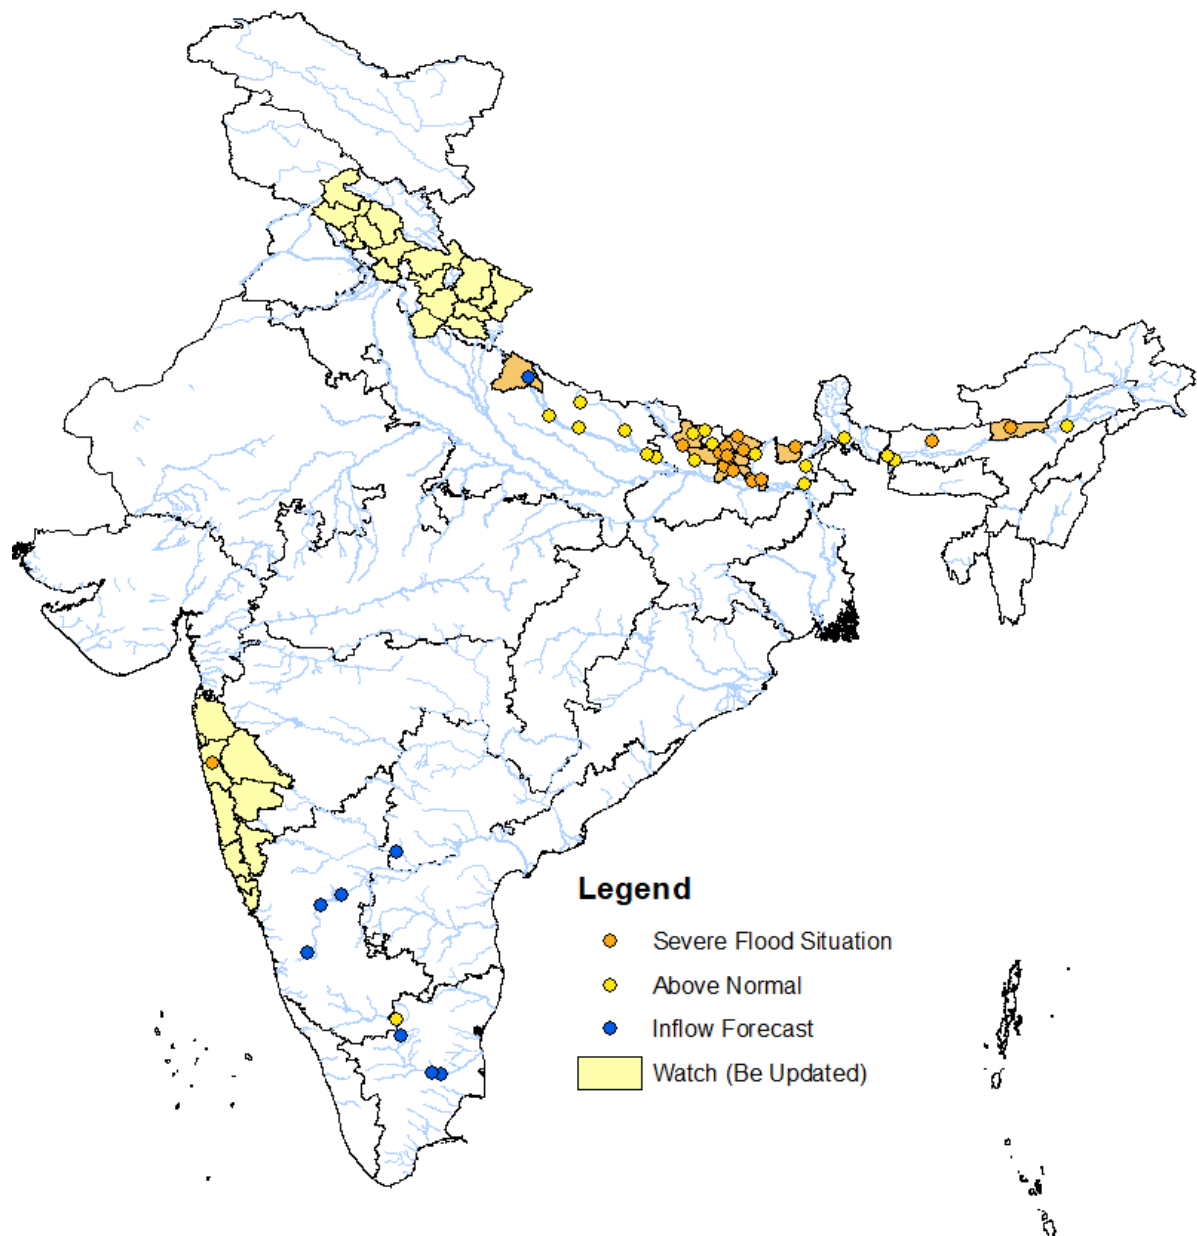 Legend
Severe Flood Situation
Above Normal
Inflow Forecast
Watch (Be Updated)